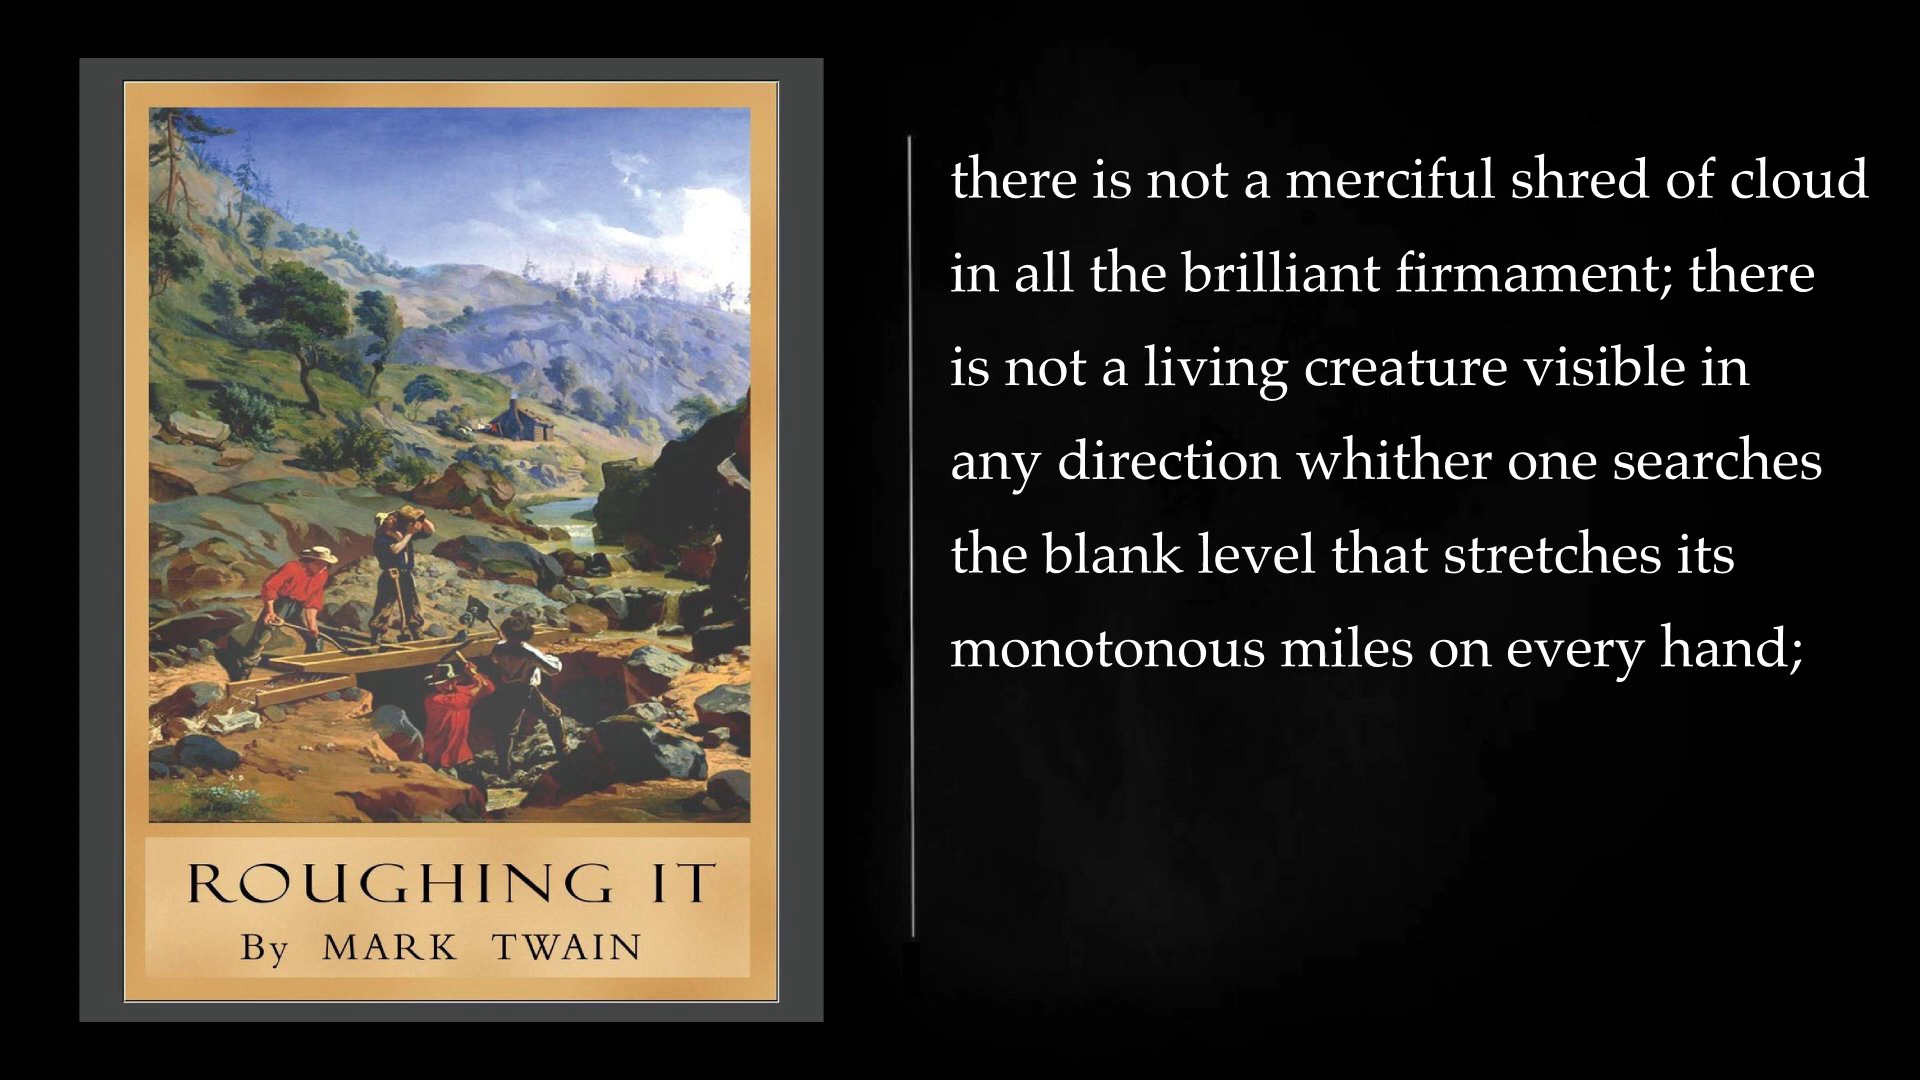 ROUGHING IT
By MARK TWAIN
there is not a merciful shred of cloud
in all the brilliant firmament; there
is not a living creature visible in
any direction whither one searches
the blank level that stretches its
monotonous miles on every hand;